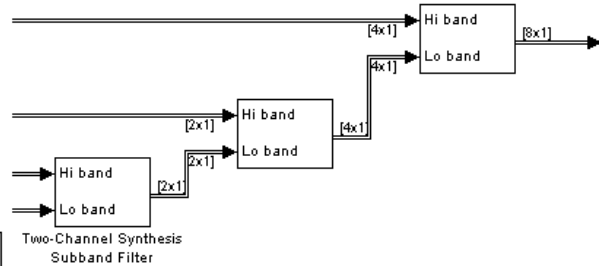 Hi band
[4x1]
[8x1]
Lo band
4x1]
Hi band
[2x1]
[4x1]
Lo band
2x1]
Hi band
[2x1]
Lo band
Two-Channel Synthesis
Subband Filter